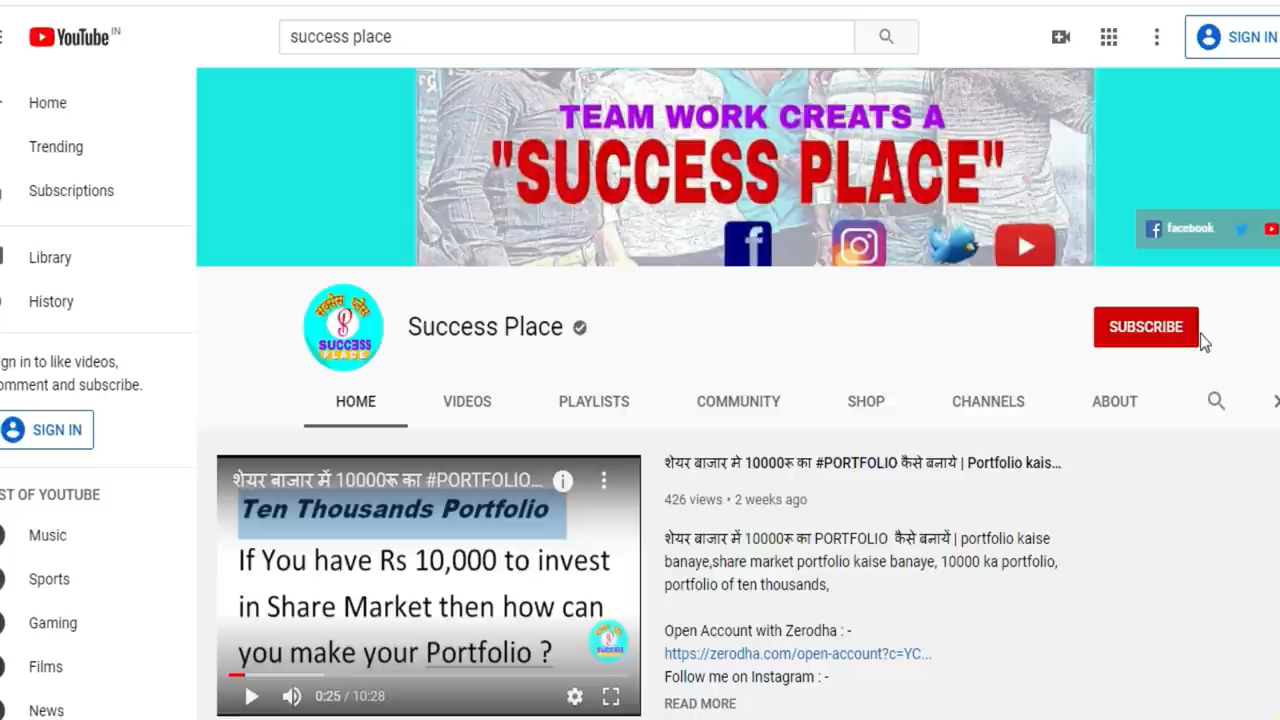 YouTube IN
success place
SIGN IN
Home
Trending
Subscriptions
Library
History
gn in to like videos,
omment and subscribe.
SIGN IN
ST OF YOUTUBE
Music
Sports
Gaming
Films
News
TEAM WORK CREATS A
"SUCCESS PLACE"
facebook
सक्सेस प्लेस
SUCCESS
PLACE
Success Place
SUBSCRIBE
HOME VIDEOS PLAYLISTS COMMUNITY SHOP CHANNELS ABOUT
शेयर बाजार में 10000रू का #PORTFOLIO...
Ten Thousands Portfolio
If You have Rs 10,000 to invest
in Share Market then how can
you make your Portfolio ?
SUCCESS
0:25 / 10:28
शेयर बाजार मे 10000रू का #PORTFOLIO कैसे बनाये | Portfolio kais...
426 views • 2 weeks ago
शेयर बाजार में 10000रू का PORTFOLIO कैसे बनायें | portfolio kaise
banaye,share market portfolio kaise banaye, 10000 ka portfolio,
portfolio of ten thousands,
Open Account with Zerodha : -
https://zerodha.com/open-account?c=YC...
Follow me on Instagram : -
READ MORE